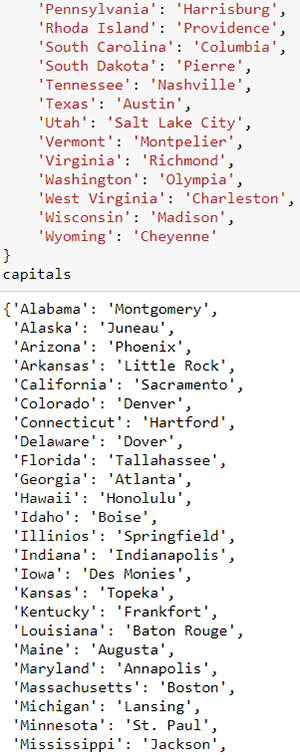 'Pennsylvania': 'Harrisburg',
'Rhoda Island': 'Providence',
'South Carolina': 'Columbia',
'South Dakota': 'Pierre',
'Tennessee': 'Nashville',
'Texas': 'Austin',
'Utah': 'Salt Lake City',
'Vermont': 'Montpelier',
'Virginia': 'Richmond',
'Washington': 'Olympia',
'West Virginia': 'Charleston',
'Wisconsin': 'Madison',
'Wyoming': 'Cheyenne'
}
capitals
{'Alabama': 'Montgomery',
'Alaska': 'Juneau',
'Arizona': 'Phoenix',
'Arkansas': 'Little Rock',
'California': 'Sacramento',
'Colorado': 'Denver',
'Connecticut': 'Hartford',
'Delaware': 'Dover',
'Florida': 'Tallahassee',
'Georgia': 'Atlanta',
'Hawaii': 'Honolulu',
'Idaho': 'Boise',
'Illinios': 'Springfield',
'Indiana': 'Indianapolis',
'Iowa': 'Des Monies',
'Kansas': 'Topeka',
'Kentucky': 'Frankfort',
'Louisiana': 'Baton Rouge',
'Maine': 'Augusta',
'Maryland': 'Annapolis',
'Massachusetts': 'Boston',
'Michigan': 'Lansing',
'Minnesota': 'St. Paul',
'Mississippi': 'Jackson',